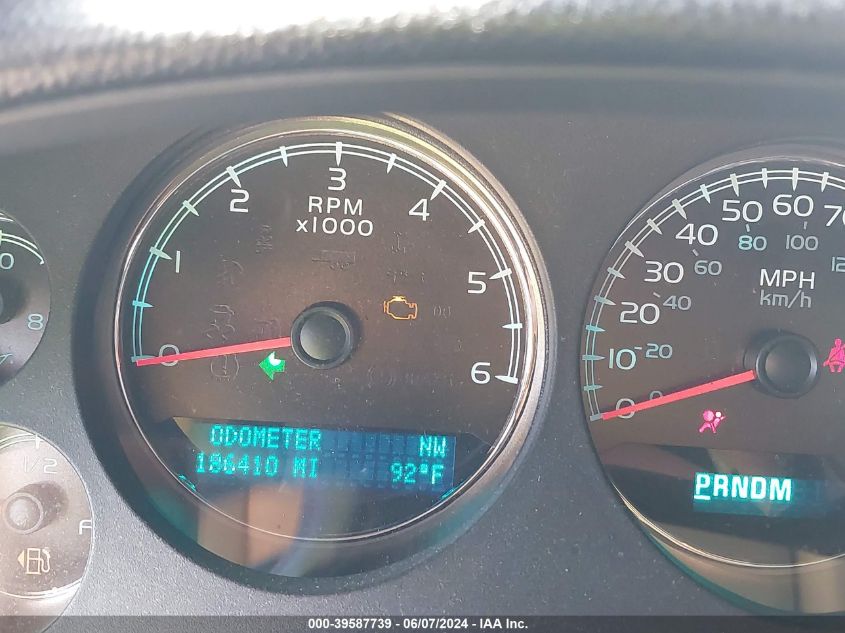 0 1 2 3 4 5 6
RPM
x1000
ODOMETER NW
186410 MI 92°F
0 10 20 30 40 50 60
20 40 60 80 100
MPH
km/h
PRNDM
8
1/2
F
000-39587739 - 06/07/2024 - IAA Inc.